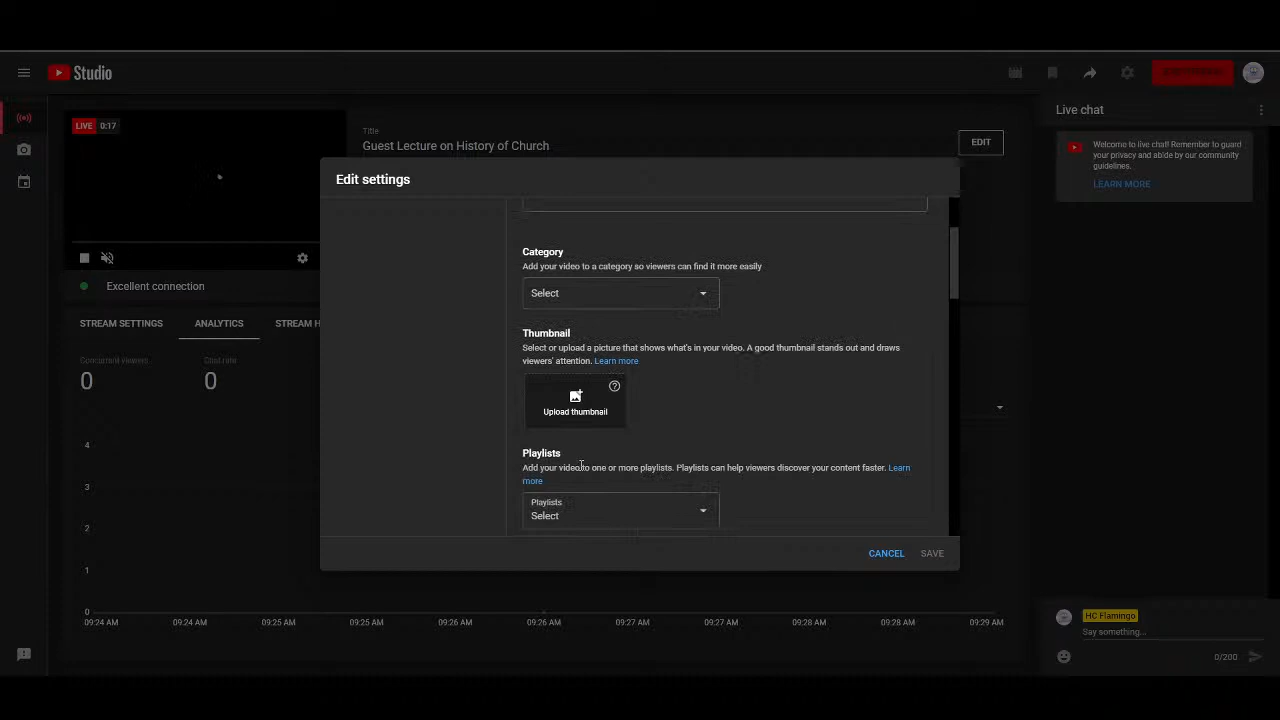 Studio
Live chat
LIVE 0:17
Title
Guest Lecture on History of Church
EDIT
Welcome to live chat! Remember to guard
your privacy and abide by our community
guidelines.
LEARN MORE
Edit settings
Category
Add your video to a category so viewers can find it more easily
Select
Excellent connection
STREAM SETTINGS
ANALYTICS
STREAM H
Thumbnail
Select or upload a picture that shows what's in your video. A good thumbnail stands out and draws
viewers' attention. Learn more
Upload thumbnail
Concurrent viewers
0
Chat rate
0
Playlists
Add your video to one or more playlists. Playlists can help viewers discover your content faster. Learn
more
Playlists
Select
CANCEL
SAVE
4
3
2
1
0
09:24 AM 09:24 AM 09:25 AM 09:25 AM 09:26 AM 09:26 AM 09:27 AM 09:27 AM 09:28 AM 09:28 AM 09:29 AM
HC Flamingo
Say something...
0/200